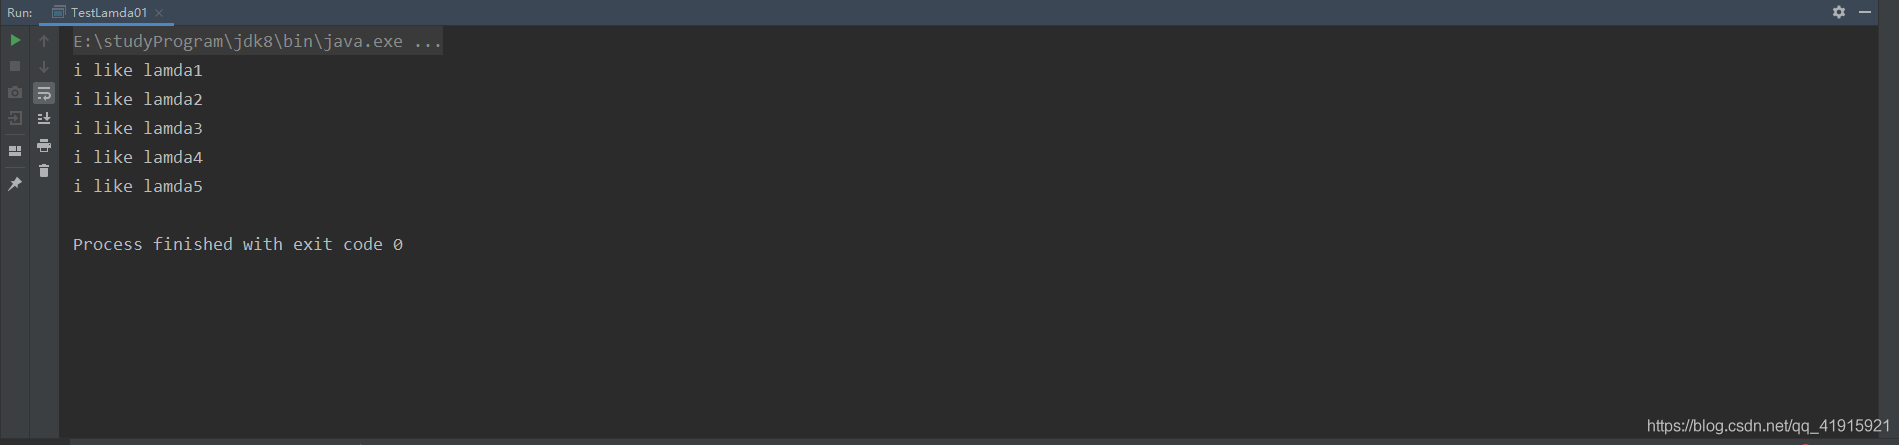 Run: TestLamda01
E:\studyProgram\jdk8\bin\java.exe ...
i like lamda1
i like lamda2
i like lamda3
i like lamda4
i like lamda5
Process finished with exit code 0
https://blog.csdn.net/qq_41915921